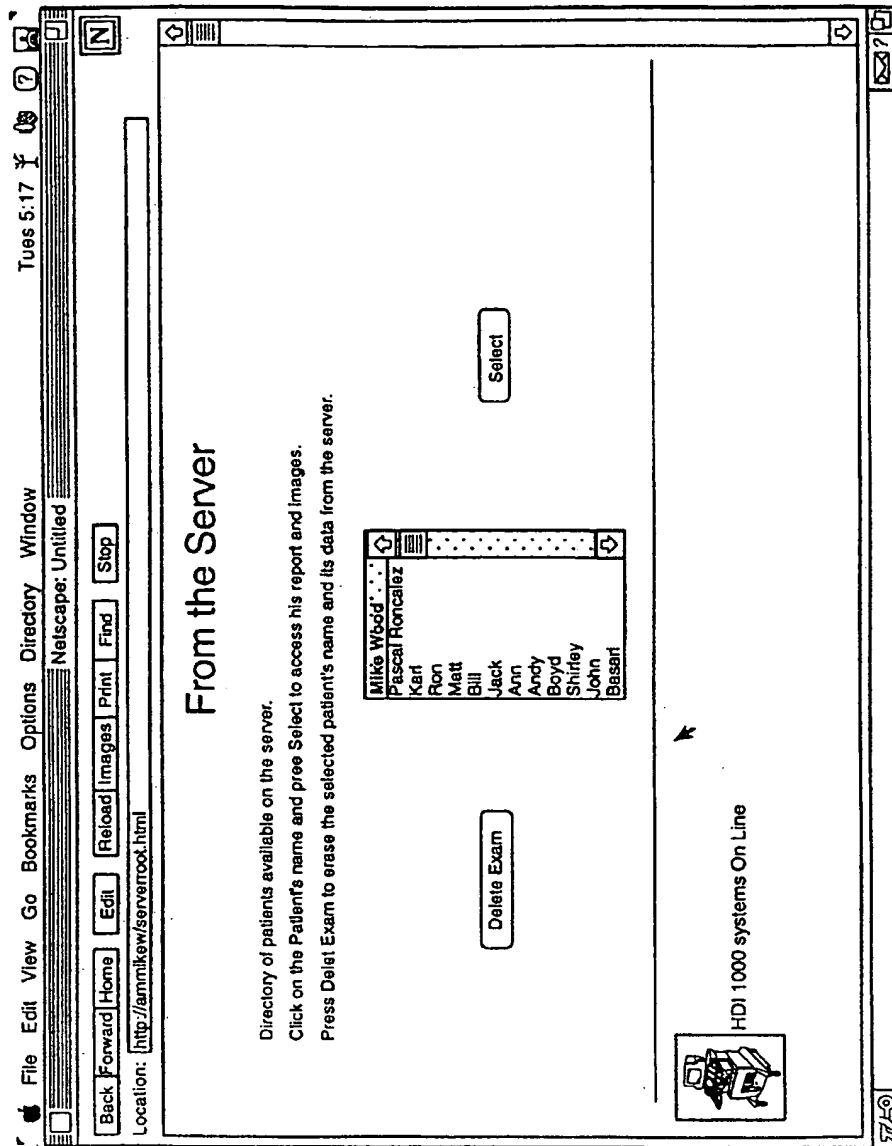 File Edit View Go Bookmarks Options Directory Window Tues 5:17 ?
Netscape: Untitled
Back Forward Home Edit Reload Images Print Find Stop
N
Location: http://ammikew/serverroot.html
From the Server
Directory of patients available on the server.
Click on the Patient's name and pree Select to access his report and images.
Press Delet Exam to erase the selected patient's name and its data from the server.
Mike Wood
Pascal Roncalez
Karl
Ron
Matt
Bill
Jack
Ann
Andy
Boyd
Shirley
John
Basari
Delete Exam
Select
HDI 1000 systems On Line
?